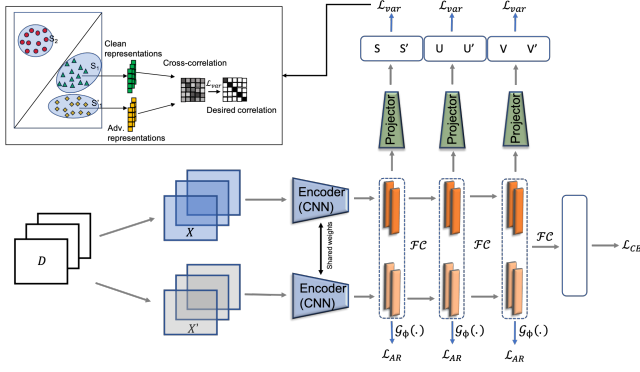 ℒ_var ℒ_var ℒ_var
S S′ U U′ V V′
S₂
S₁
S′₁
Clean
representations
Cross-correlation
ℒ_var
Desired correlation
Adv.
representations
Projector Projector Projector
D
X
X'
Encoder
(CNN)
Shared weights
Encoder
(CNN)
ℱ𝒞 ℱ𝒞 ℱ𝒞
ℒ_CE
𝒢_ϕ(.) 𝒢_ϕ(.) 𝒢_ϕ(.)
ℒ_AR ℒ_AR ℒ_AR